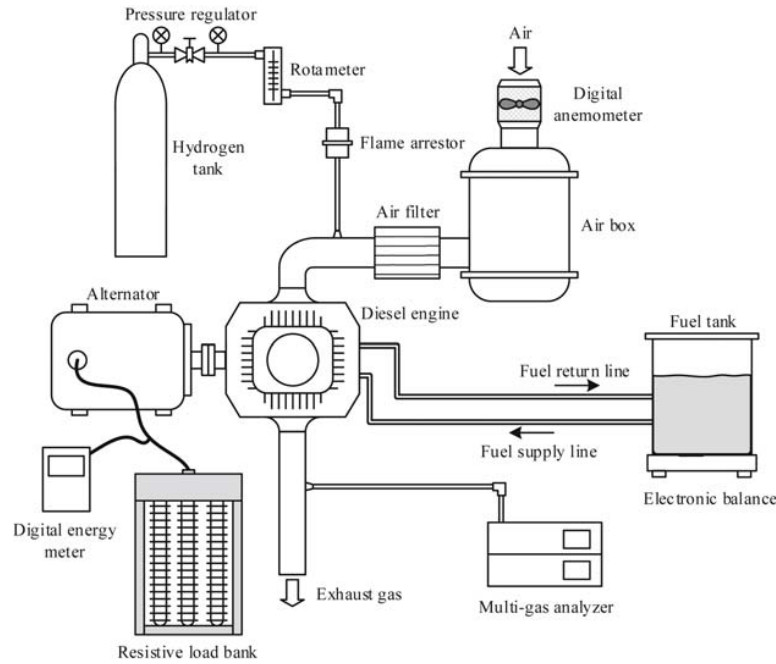 Pressure regulator
Air
Rotameter
Digital
anemometer
Hydrogen
tank
Flame arrestor
Air filter
Air box
Alternator
Diesel engine
Fuel tank
Fuel return line
Fuel supply line
Electronic balance
Digital energy
meter
Exhaust gas
Multi-gas analyzer
Resistive load bank